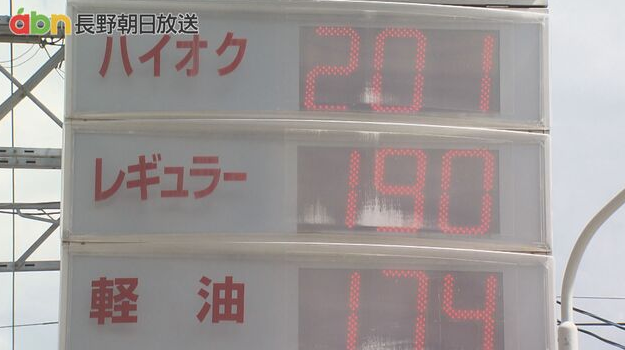 abn 長野朝日放送
ハイオク 201
レギュラー 190
軽油 174